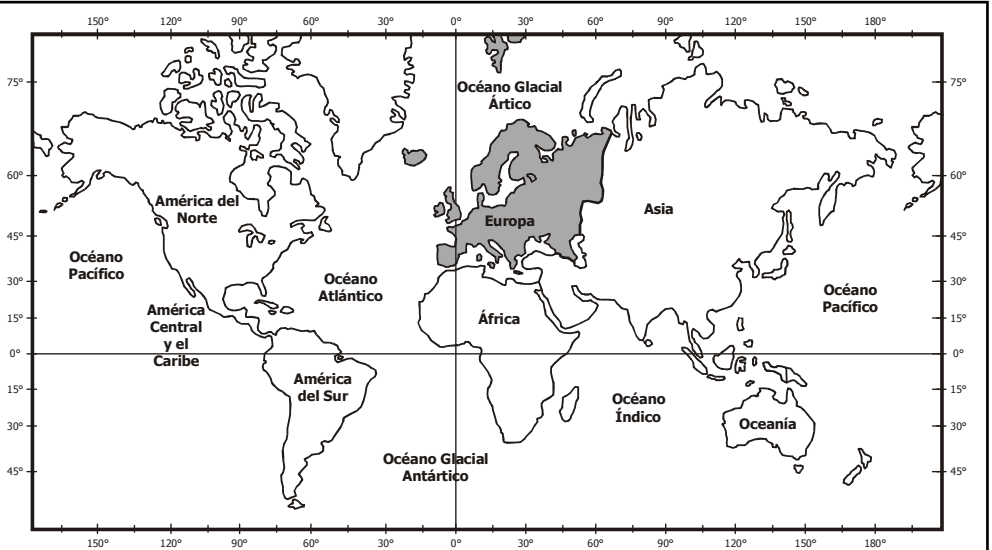 150° 120° 90° 60° 30° 0° 30° 60° 90° 120° 150° 180°
75° 75°
Océano Glacial
Ártico
60° 60°
América del
Norte
Europa
Asia
45° 45°
Océano
Pacífico
Océano
Atlántico
30° 30°
Océano
Pacífico
América
Central
y el
Caribe
15° 15°
África
0° 0°
América
del Sur
15° 15°
Océano
Índico
Oceanía
30° 30°
Océano Glacial
Antártico
45° 45°
150° 120° 90° 60° 30° 0° 30° 60° 90° 120° 150° 180°